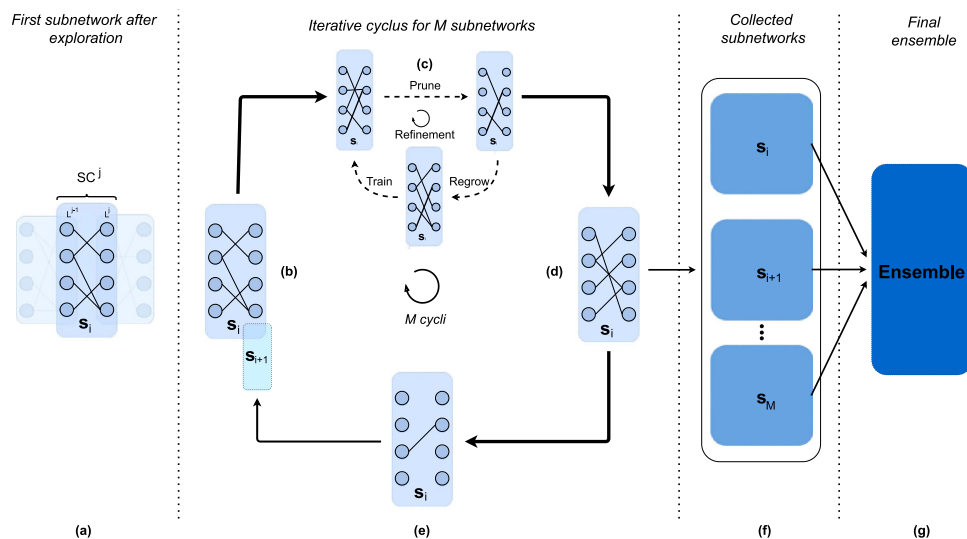 First subnetwork after
exploration
Iterative cyclus for M subnetworks
Collected
subnetworks
Final
ensemble
(c)
Prune
Refinement
s i
s i
Train
Regrow
s i
SC j
L j-1
L j
s i
(b)
s i
s i+1
M cycli
(d)
s i
s i
s i
s i+1
s M
Ensemble
(a)
(e)
(f)
(g)